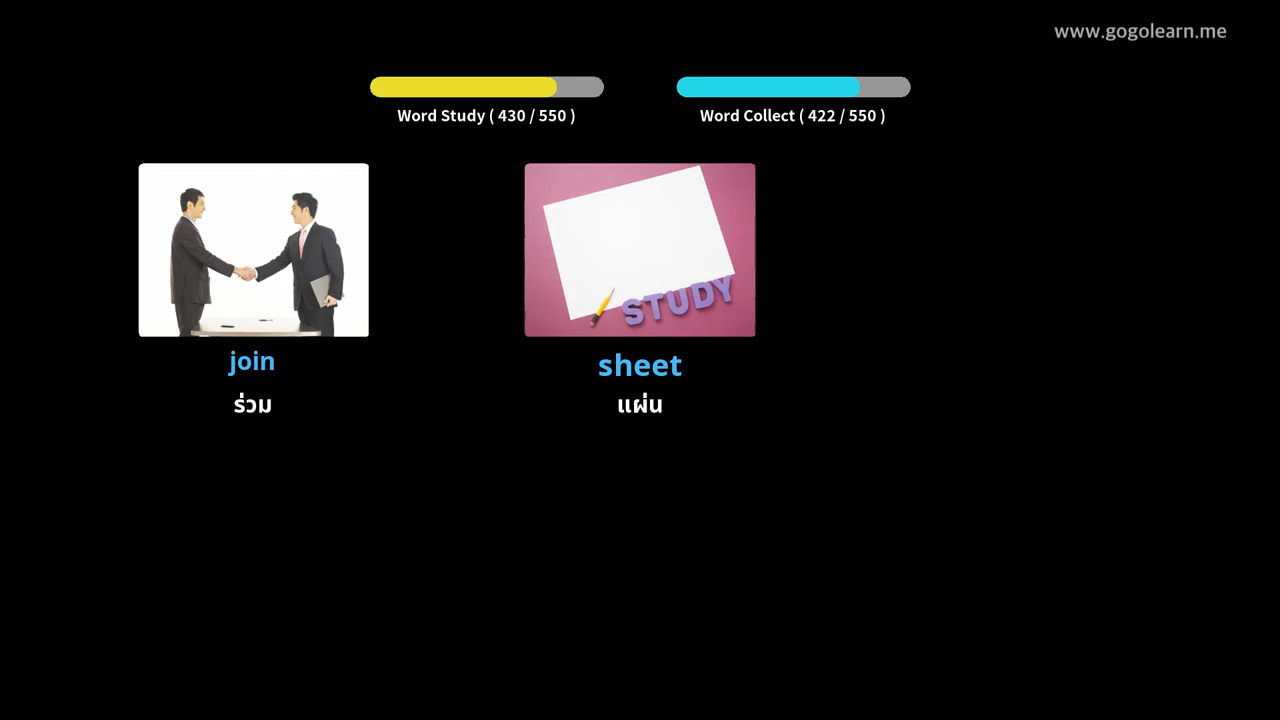 www.gogolearn.me
Word Study ( 430 / 550 )
Word Collect ( 422 / 550 )
STUDY
join
sheet
ร่วม
แผ่น